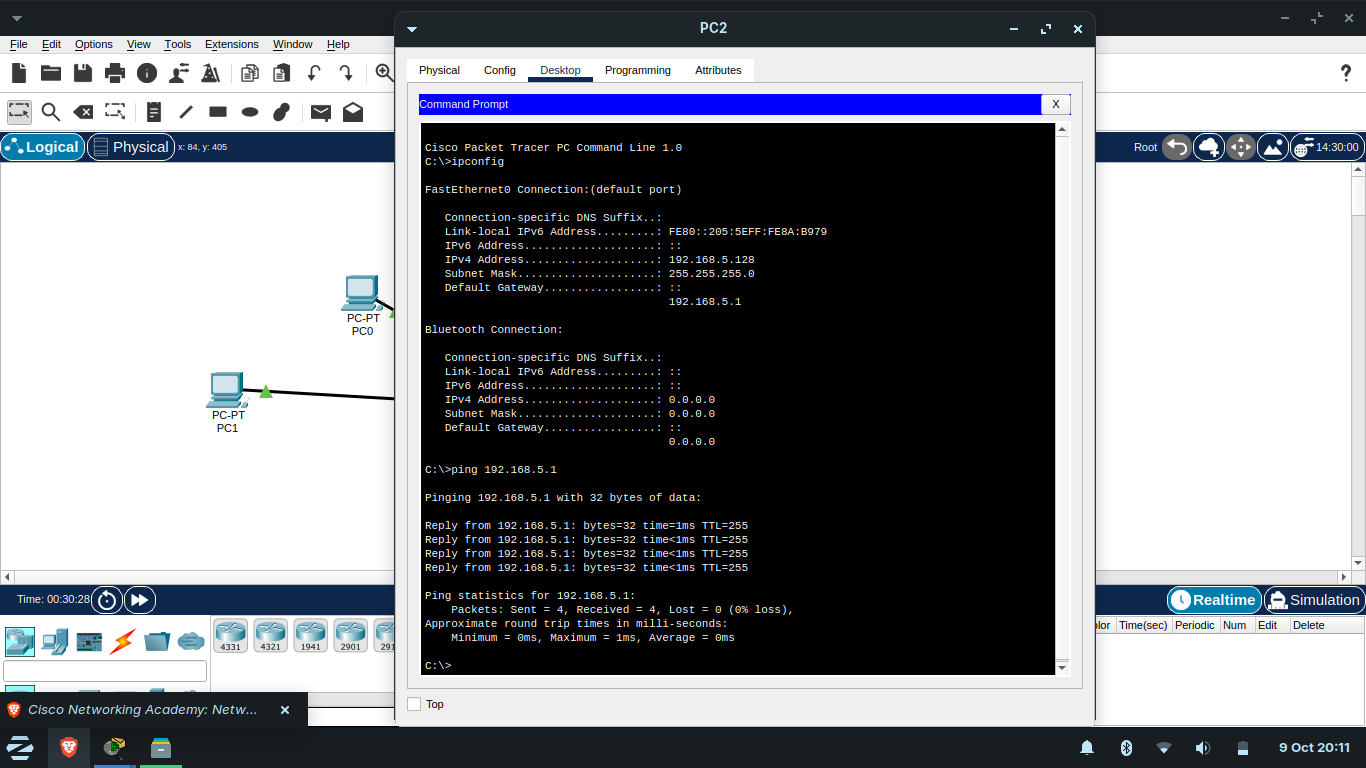 PC2
File Edit Options View Tools Extensions Window Help
Physical Config Desktop Programming Attributes
?
Command Prompt X
Logical Physical x: 84, y: 405
Root 14:30:00
Cisco Packet Tracer PC Command Line 1.0
C:\>ipconfig
FastEthernet0 Connection:(default port)
Connection-specific DNS Suffix..:
Link-local IPv6 Address.........: FE80::205:5EFF:FE8A:B979
IPv6 Address....................: ::
IPv4 Address....................: 192.168.5.128
Subnet Mask.....................: 255.255.255.0
Default Gateway.................: ::
192.168.5.1
Bluetooth Connection:
Connection-specific DNS Suffix..:
Link-local IPv6 Address.........: ::
IPv6 Address....................: ::
IPv4 Address....................: 0.0.0.0
Subnet Mask.....................: 0.0.0.0
Default Gateway.................: ::
0.0.0.0
C:\>ping 192.168.5.1
Pinging 192.168.5.1 with 32 bytes of data:
Reply from 192.168.5.1: bytes=32 time=1ms TTL=255
Reply from 192.168.5.1: bytes=32 time<1ms TTL=255
Reply from 192.168.5.1: bytes=32 time<1ms TTL=255
Reply from 192.168.5.1: bytes=32 time<1ms TTL=255
Ping statistics for 192.168.5.1:
Packets: Sent = 4, Received = 4, Lost = 0 (0% loss),
Approximate round trip times in milli-seconds:
Minimum = 0ms, Maximum = 1ms, Average = 0ms
C:\>
Top
PC-PT
PC0
PC-PT
PC1
Time: 00:30:28
Realtime Simulation
4331 4321 1941 2901
Time(sec) Periodic Num Edit Delete
Cisco Networking Academy: Netw...
9 Oct 20:11